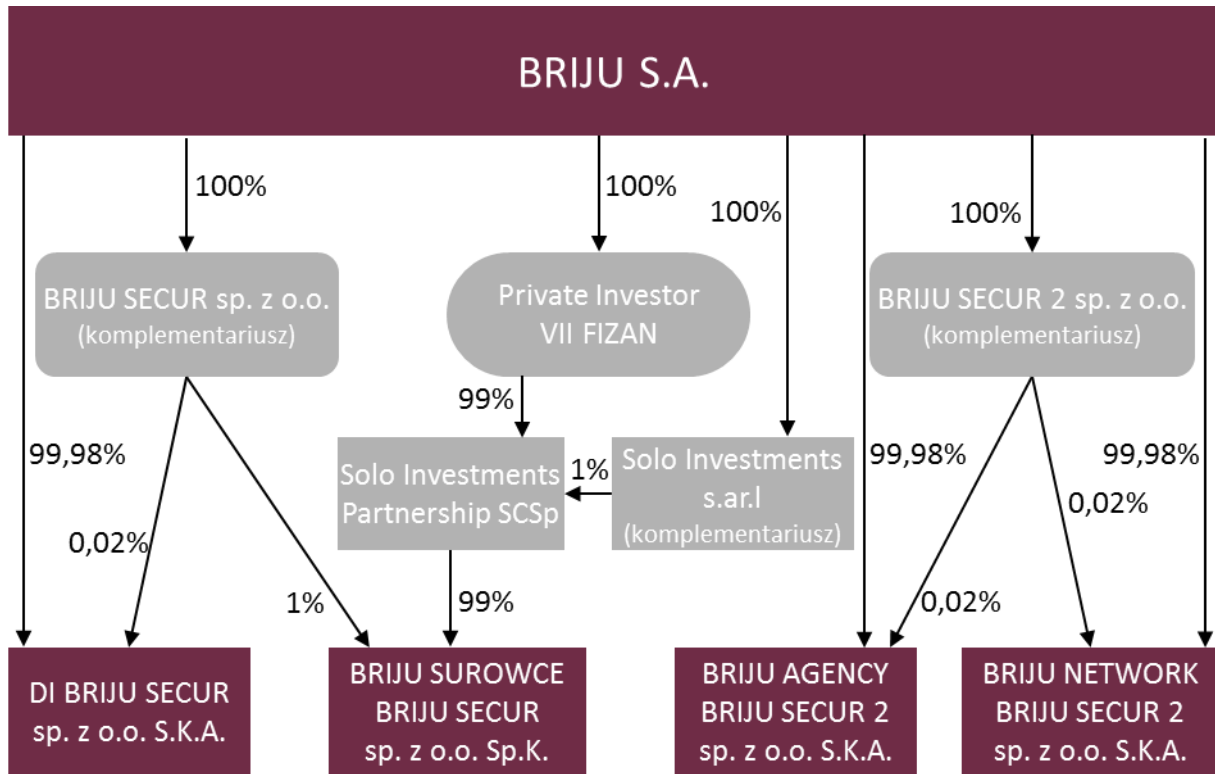 BRIJU S.A.
100%
100%
100%
100%
BRIJU SECUR sp. z o.o.
(komplementariusz)
Private Investor
VII FIZAN
BRIJU SECUR 2 sp. z o.o.
(komplementariusz)
99%
99,98%
Solo Investments
Partnership SCSp
1%
Solo Investments
s.ar.l
(komplementariusz)
99,98%
99,98%
0,02%
0,02%
1%
99%
0,02%
DI BRIJU SECUR
sp. z o.o. S.K.A.
BRIJU SUROWCE
BRIJU SECUR
sp. z o.o. Sp.K.
BRIJU AGENCY
BRIJU SECUR 2
sp. z o.o. S.K.A.
BRIJU NETWORK
BRIJU SECUR 2
sp. z o.o. S.K.A.